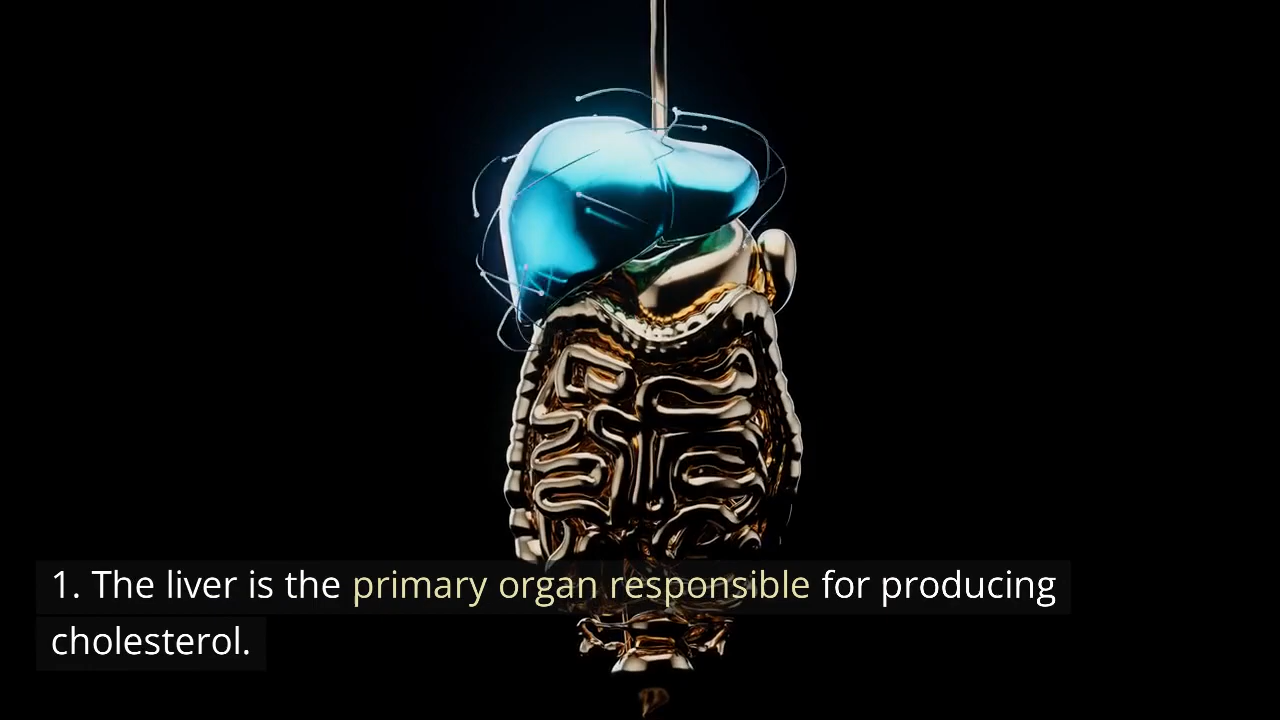 1. The liver is the primary organ responsible for producing
cholesterol.